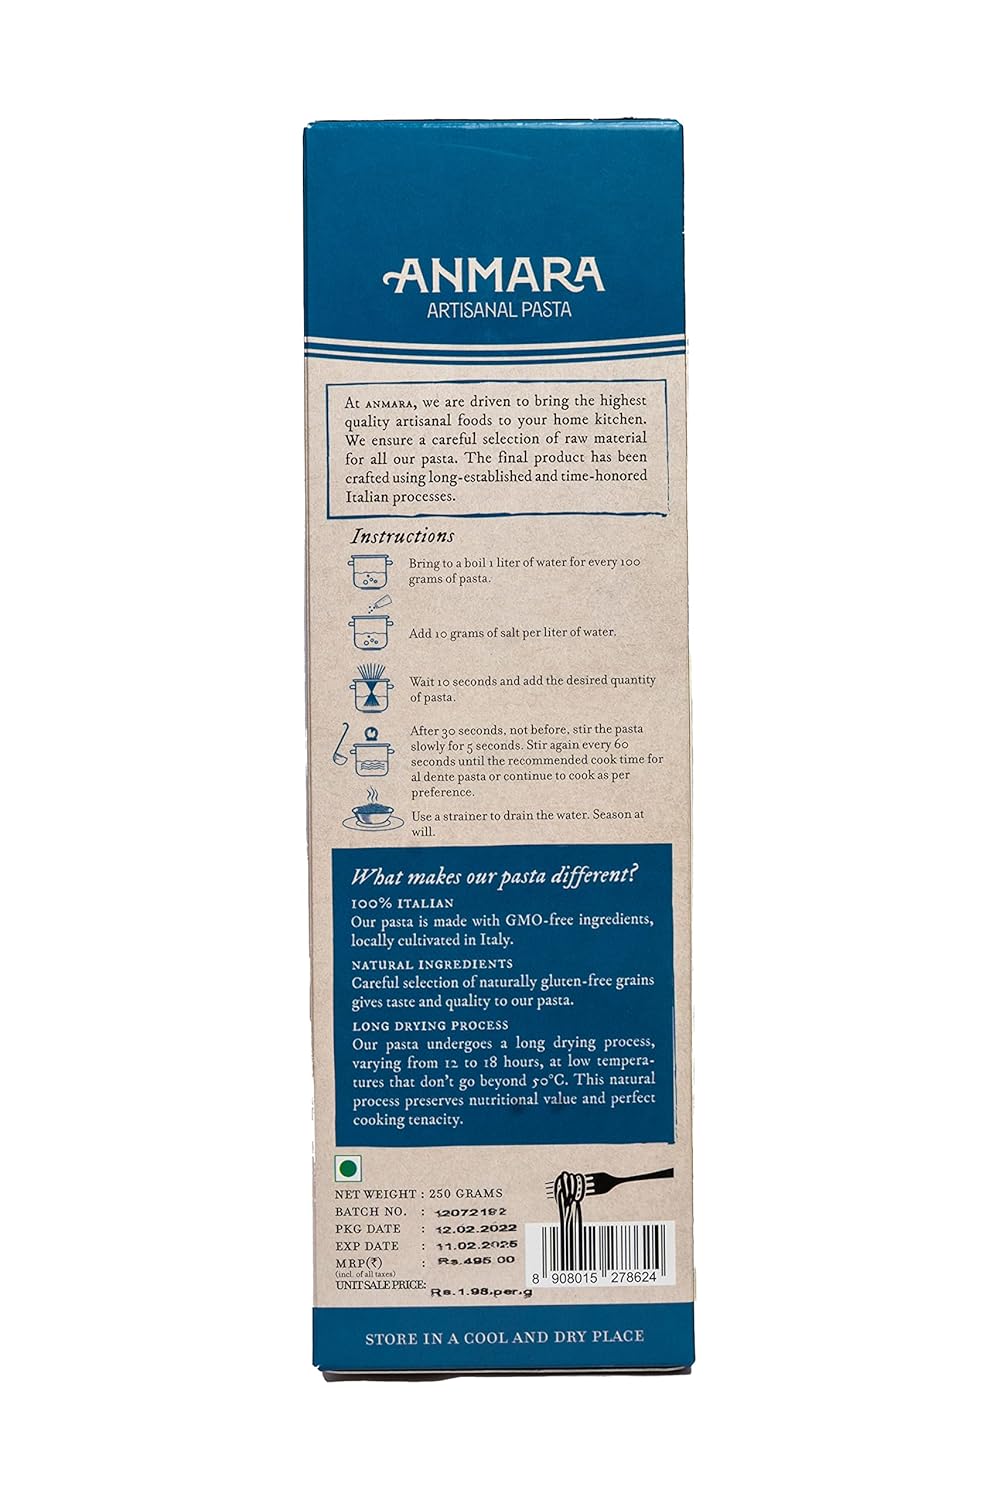 ANMARA
ARTISANAL PASTA
At ANMARA, we are driven to bring the highest
quality artisanal foods to your home kitchen.
We ensure a careful selection of raw material
for all our pasta. The final product has been
crafted using long-established and time-honored
Italian processes.
Instructions
Bring to a boil 1 liter of water for every 100
grams of pasta.
Add 10 grams of salt per liter of water.
Wait 10 seconds and add the desired quantity
of pasta.
After 30 seconds, not before, stir the pasta
slowly for 5 seconds. Stir again every 60
seconds until the recommended cook time for
al dente pasta or continue to cook as per
preference.
Use a strainer to drain the water. Season at
will.
What makes our pasta different?
100% ITALIAN
Our pasta is made with GMO-free ingredients,
locally cultivated in Italy.
NATURAL INGREDIENTS
Careful selection of naturally gluten-free grains
gives taste and quality to our pasta.
LONG DRYING PROCESS
Our pasta undergoes a long drying process,
varying from 12 to 18 hours, at low tempera-
tures that don't go beyond 50°C. This natural
process preserves nutritional value and perfect
cooking tenacity.
NET WEIGHT : 250 GRAMS
BATCH NO. : 12072192
PKG DATE : 12.02.2022
EXP DATE : 11.02.2025
MRP(₹) : Rs.495.00
(incl. of all taxes)
UNIT SALE PRICE: Rs.1.98.per.g
8 908015 278624
STORE IN A COOL AND DRY PLACE